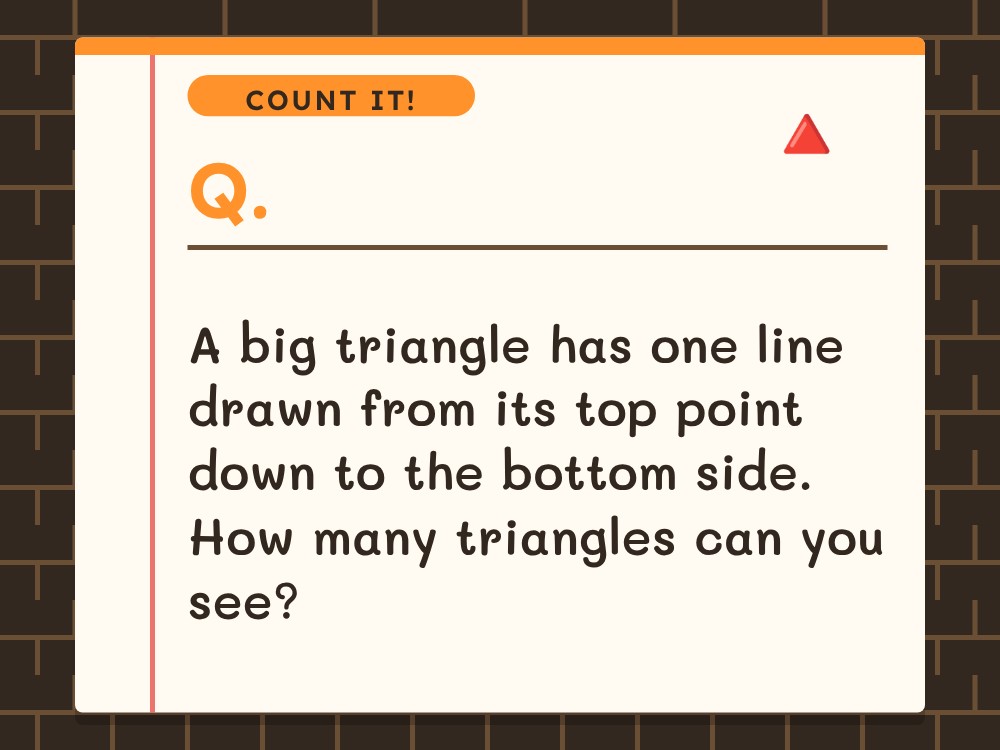 COUNT IT!
Q.
A big triangle has one line
drawn from its top point
down to the bottom side.
How many triangles can you
see?